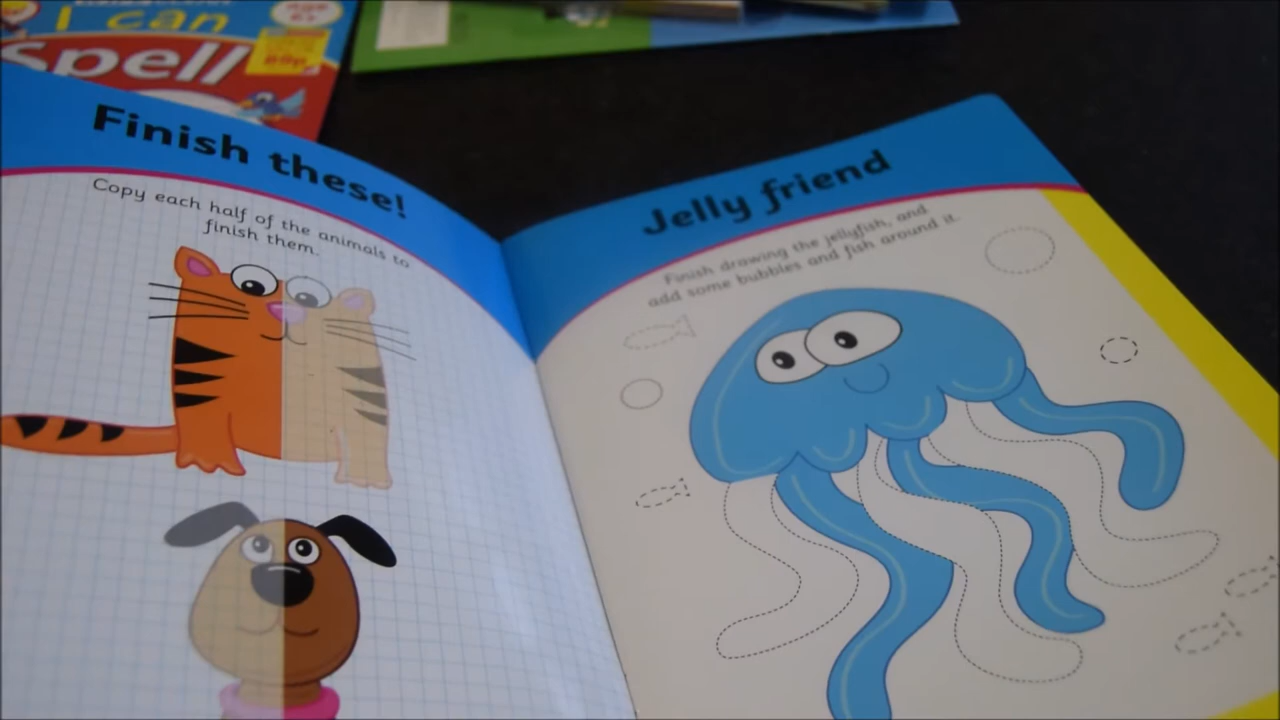 I can
Spell
89p
Finish these!
Copy each half of the animals to
finish them.
Jelly friend
Finish drawing the jellyfish, and
add some bubbles and fish around it.